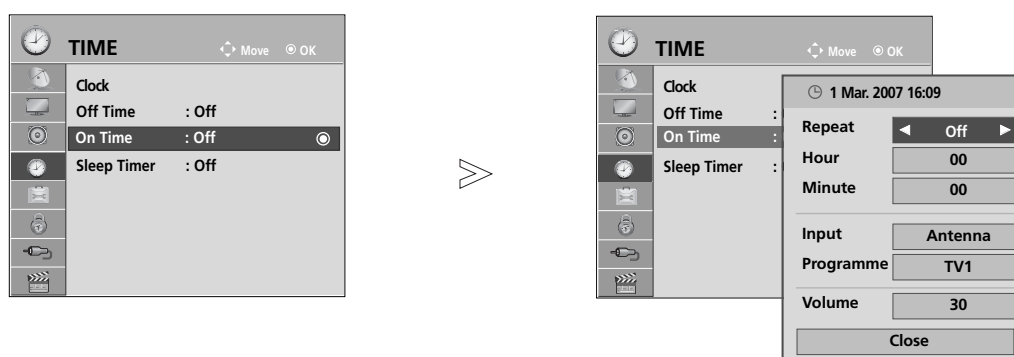 TIME Move OK
Clock
Off Time : Off
On Time : Off
Sleep Timer : Off
TIME Move OK
Clock
Off Time :
On Time :
Sleep Timer :
1 Mar. 2007 16:09
Repeat ◄ Off ►
Hour 00
Minute 00
Input Antenna
Programme TV1
Volume 30
Close